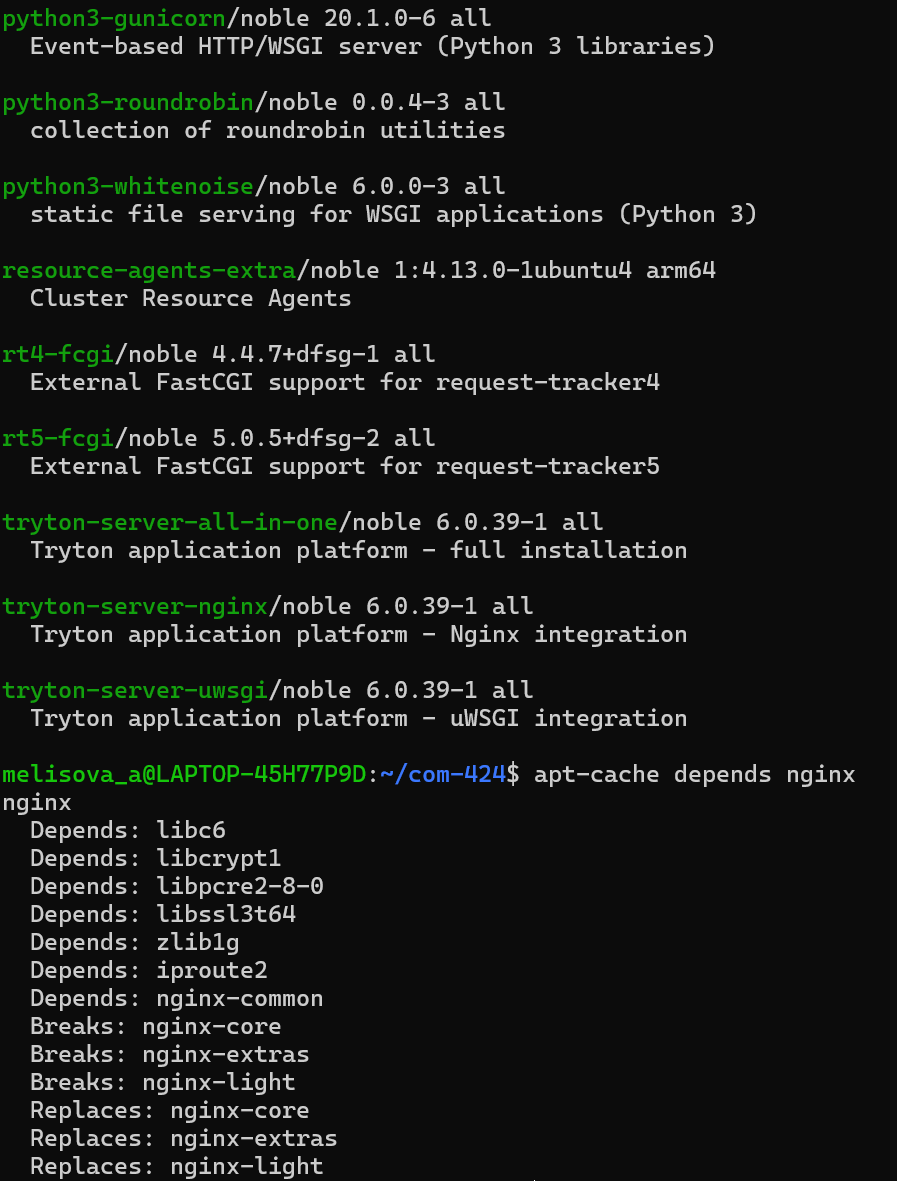 python3-gunicorn/noble 20.1.0-6 all
  Event-based HTTP/WSGI server (Python 3 libraries)

python3-roundrobin/noble 0.0.4-3 all
  collection of roundrobin utilities

python3-whitenoise/noble 6.0.0-3 all
  static file serving for WSGI applications (Python 3)

resource-agents-extra/noble 1:4.13.0-1ubuntu4 arm64
  Cluster Resource Agents

rt4-fcgi/noble 4.4.7+dfsg-1 all
  External FastCGI support for request-tracker4

rt5-fcgi/noble 5.0.5+dfsg-2 all
  External FastCGI support for request-tracker5

tryton-server-all-in-one/noble 6.0.39-1 all
  Tryton application platform - full installation

tryton-server-nginx/noble 6.0.39-1 all
  Tryton application platform - Nginx integration

tryton-server-uwsgi/noble 6.0.39-1 all
  Tryton application platform - uWSGI integration

melisova_a@LAPTOP-45H77P9D:~/com-424$ apt-cache depends nginx
nginx
  Depends: libc6
  Depends: libcrypt1
  Depends: libpcre2-8-0
  Depends: libssl3t64
  Depends: zlib1g
  Depends: iproute2
  Depends: nginx-common
  Breaks: nginx-core
  Breaks: nginx-extras
  Breaks: nginx-light
  Replaces: nginx-core
  Replaces: nginx-extras
  Replaces: nginx-light